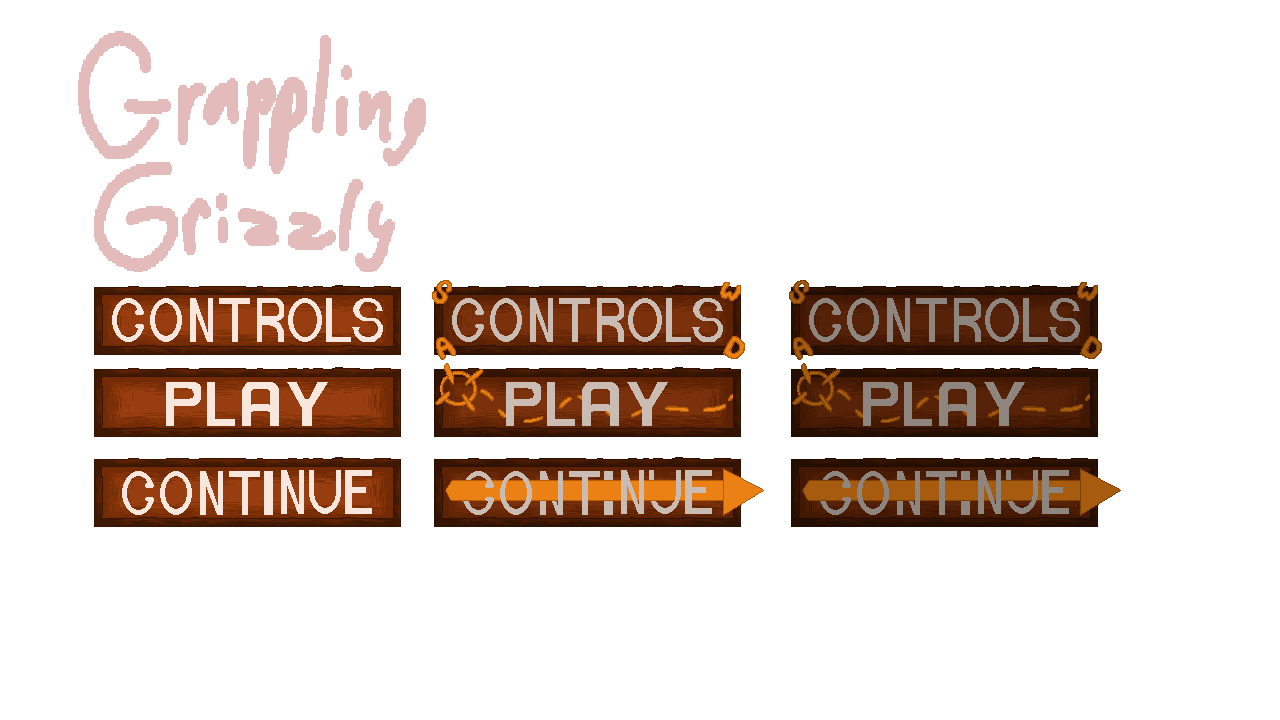 Grappling
Grizzly
CONTROLS
S W CONTROLS A D
S W CONTROLS A D
PLAY
PLAY
PLAY
CONTINUE
CONTINUE
CONTINUE